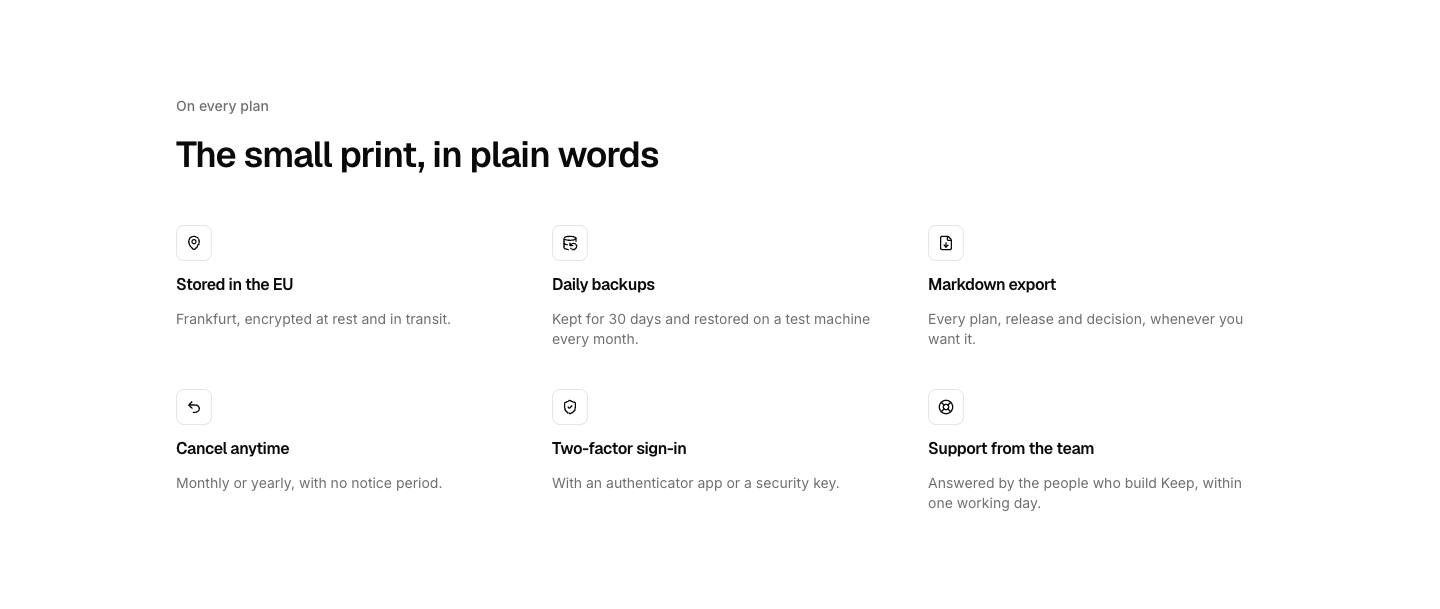 On every plan
The small print, in plain words
Stored in the EU
Frankfurt, encrypted at rest and in transit.
Daily backups
Kept for 30 days and restored on a test machine
every month.
Markdown export
Every plan, release and decision, whenever you
want it.
Cancel anytime
Monthly or yearly, with no notice period.
Two-factor sign-in
With an authenticator app or a security key.
Support from the team
Answered by the people who build Keep, within
one working day.